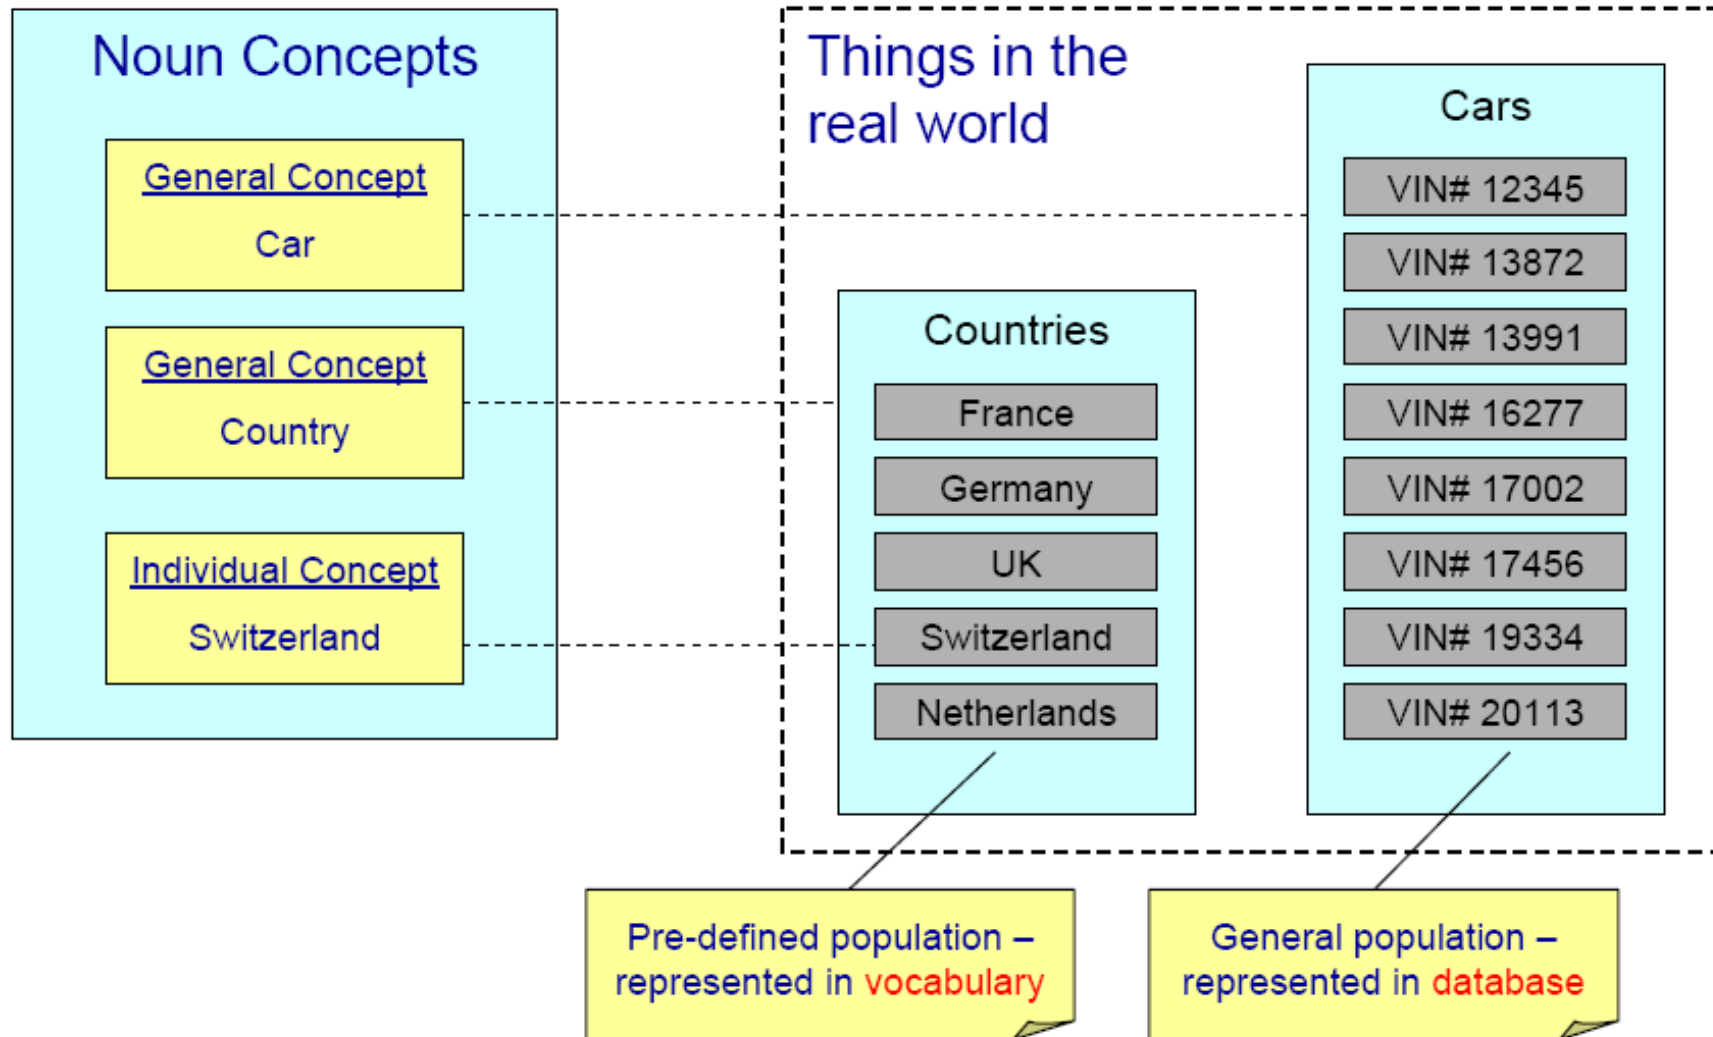 Noun Concepts
General Concept
Car
General Concept
Country
Individual Concept
Switzerland
Things in the
real world
Countries
France
Germany
UK
Switzerland
Netherlands
Cars
VIN# 12345
VIN# 13872
VIN# 13991
VIN# 16277
VIN# 17002
VIN# 17456
VIN# 19334
VIN# 20113
Pre-defined population –
represented in vocabulary
General population –
represented in database